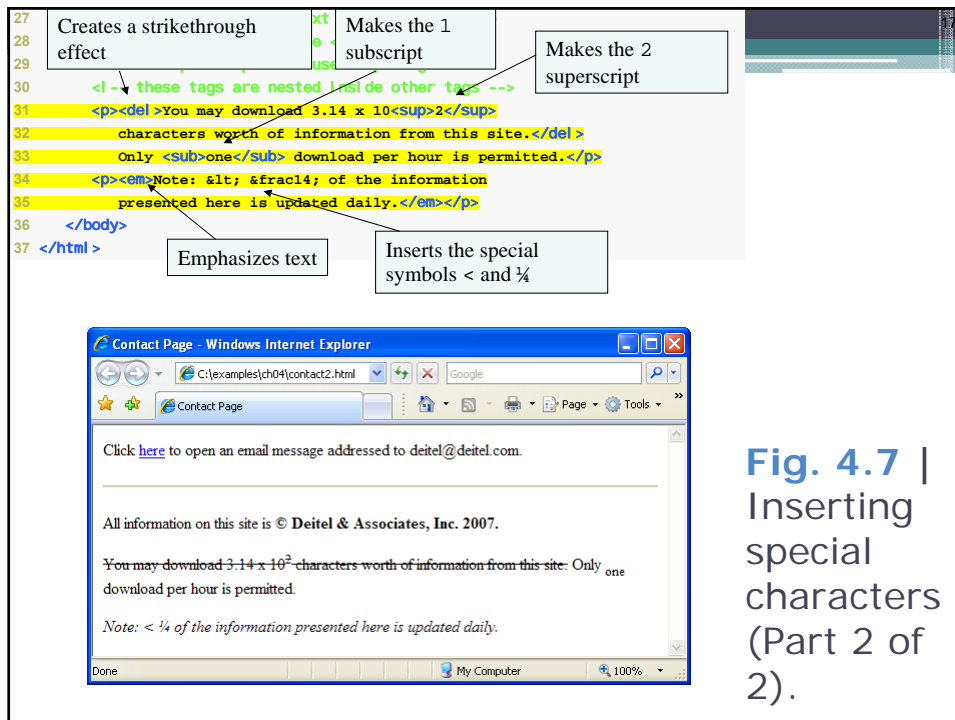 17
Creates a strikethrough
effect
Makes the 1
subscript
Makes the 2
superscript
27 xt
28 e <
29 use
30 <!-- these tags are nested inside other tags -->
31 <p><del>You may download 3.14 x 10<sup>2</sup>
32 characters worth of information from this site.</del>
33 Only <sub>one</sub> download per hour is permitted.</p>
34 <p><em>Note: &lt; &frac14; of the information
35 presented here is updated daily.</em></p>
36 </body>
37 </html>
Emphasizes text
Inserts the special
symbols < and ¼
Contact Page - Windows Internet Explorer
C:\examples\ch04\contact2.html
Google
Contact Page
Page
Tools
»
Click here to open an email message addressed to deitel@deitel.com.
All information on this site is © Deitel & Associates, Inc. 2007.
You may download 3.14 x 10² characters worth of information from this site. Only one
download per hour is permitted.
Note: < ¼ of the information presented here is updated daily.
Done
My Computer
100%
Fig. 4.7 |
Inserting
special
characters
(Part 2 of
2).